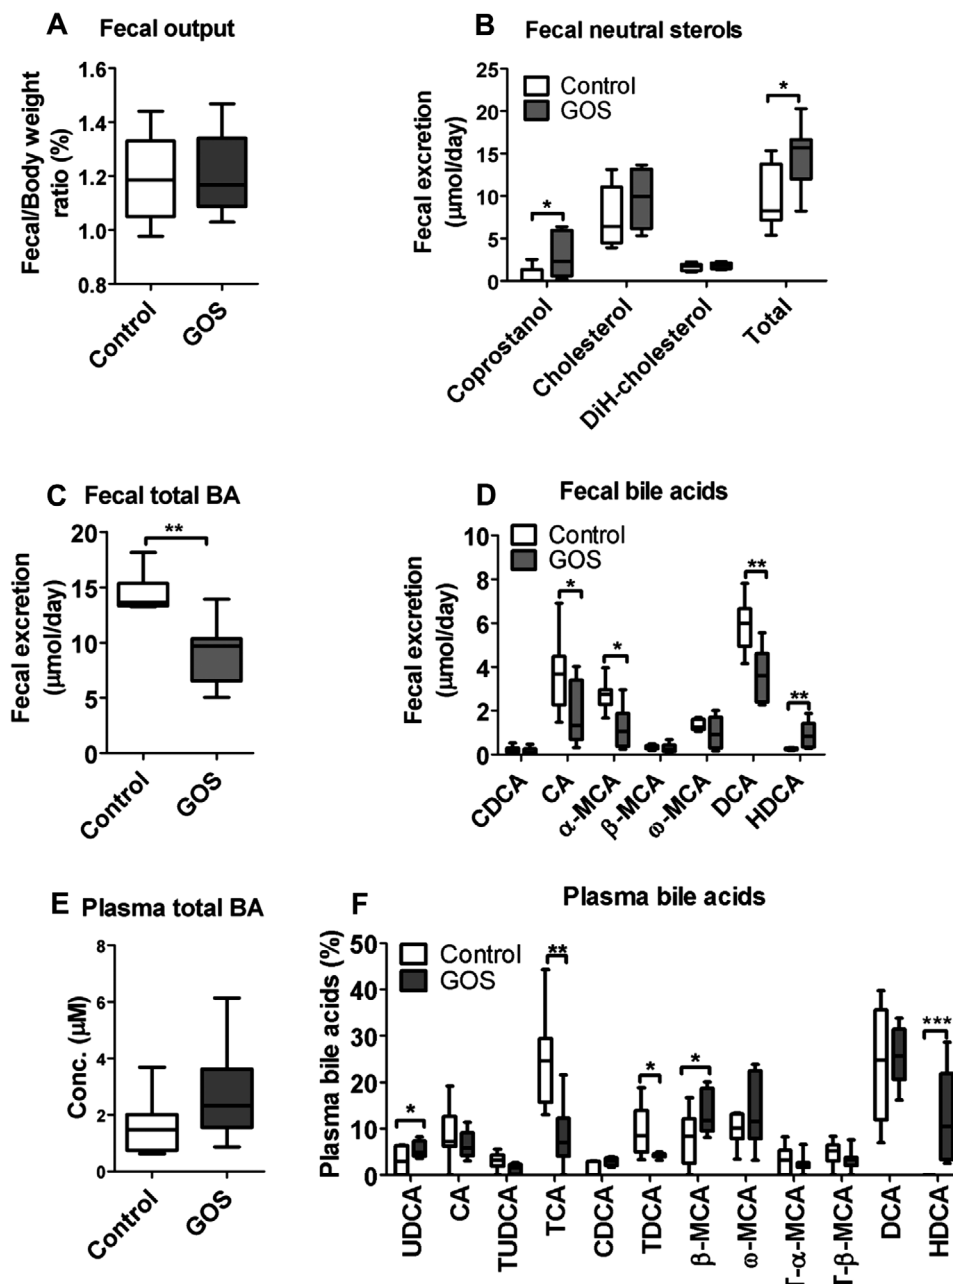 A Fecal output
Fecal/Body weight
ratio (%)
1.6
1.4
1.2
1.0
0.8
Control
GOS
B Fecal neutral sterols
Fecal excretion
(µmol/day)
25
20
15
10
5
0
Control
GOS
*
*
Coprostanol
Cholesterol
DiH-cholesterol
Total
C Fecal total BA
Fecal excretion
(µmol/day)
20
15
10
5
0
**
Control
GOS
D Fecal bile acids
Fecal excretion
(µmol/day)
10
8
6
4
2
0
Control
GOS
*
*
**
**
CDCA
CA
α-MCA
β-MCA
ω-MCA
DCA
HDCA
E Plasma total BA
Conc. (µM)
8
6
4
2
0
Control
GOS
F Plasma bile acids
Plasma bile acids (%)
50
40
30
20
10
0
Control
GOS
*
**
*
*
***
UDCA
CA
TUDCA
TCA
CDCA
TDCA
β-MCA
ω-MCA
T-α-MCA
T-β-MCA
DCA
HDCA